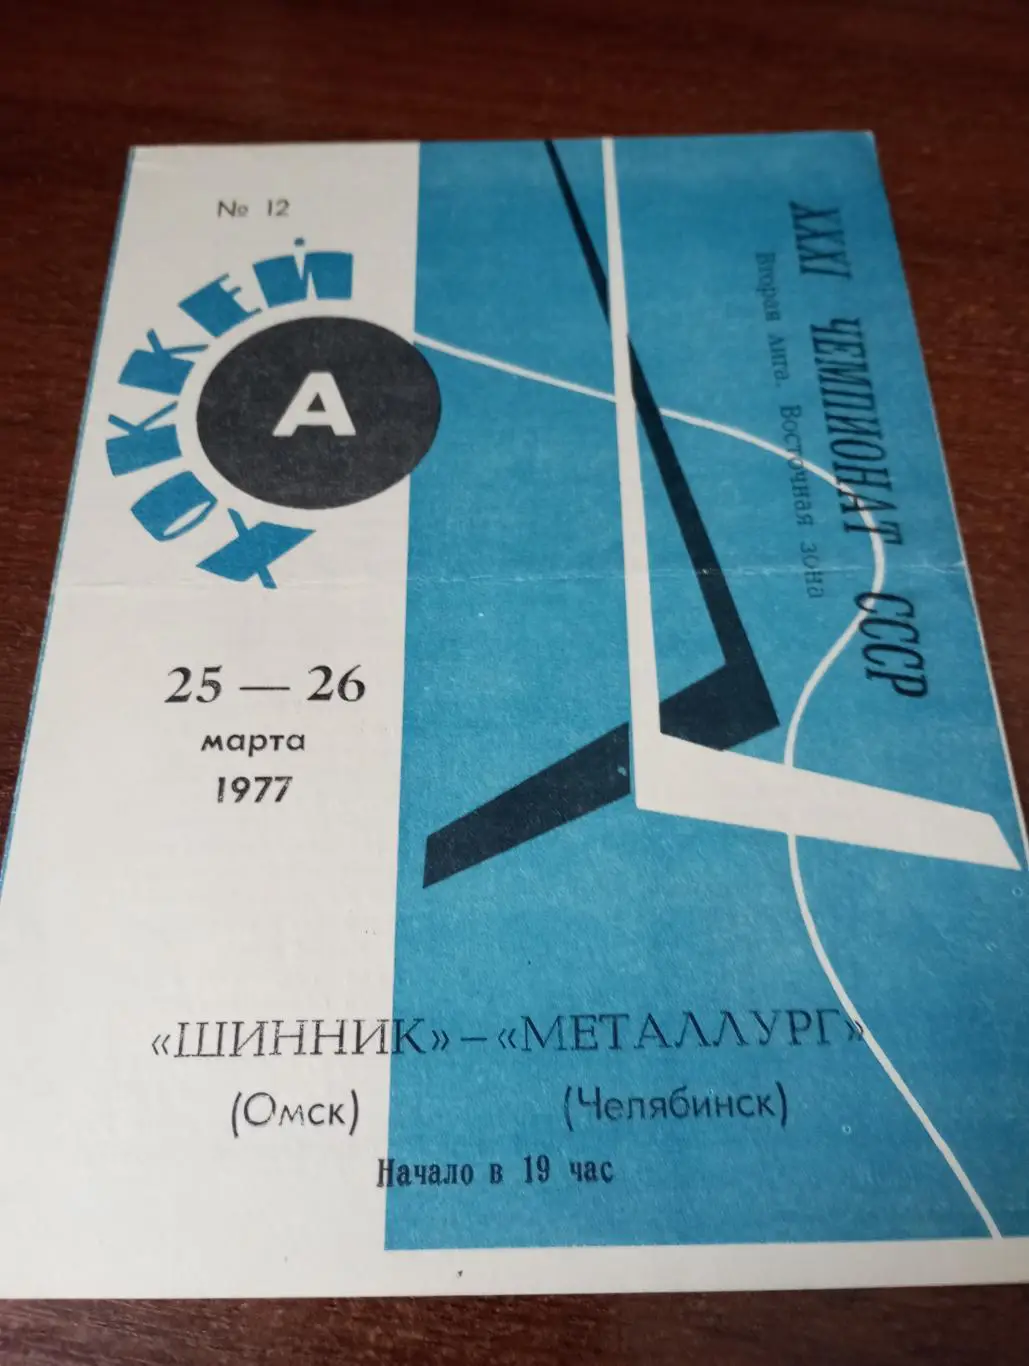 № 12
ХОККЕЙ
А
XXXI ЧЕМПИОНАТ СССР
Вторая лига. Восточная зона
25 — 26
марта
1977
«ШИННИК» – «МЕТАЛЛУРГ»
(Омск) (Челябинск)
Начало в 19 час